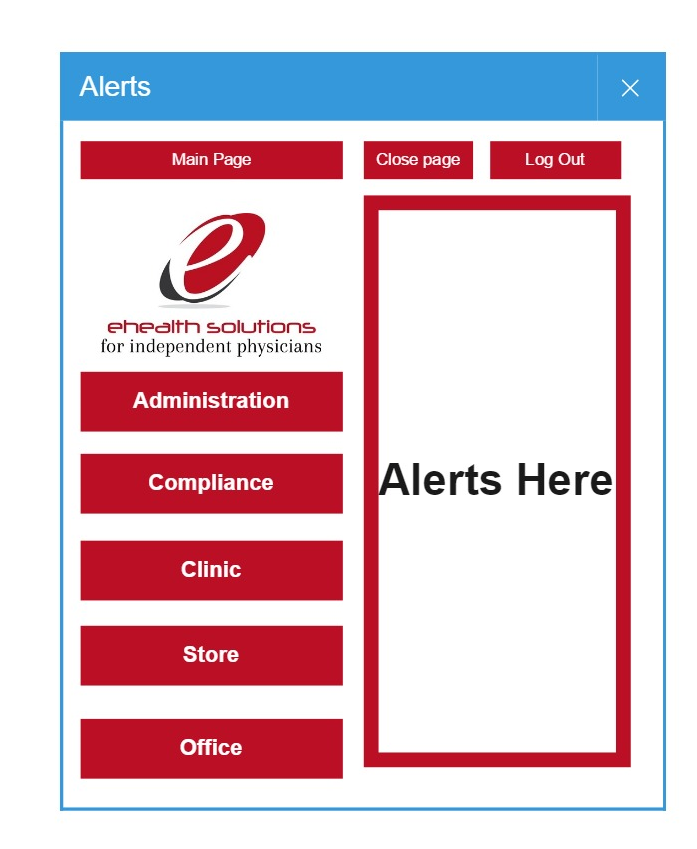 Alerts
Main Page
Close page
Log Out
ehealth solutions
for independent physicians
Administration
Compliance
Clinic
Store
Office
Alerts Here